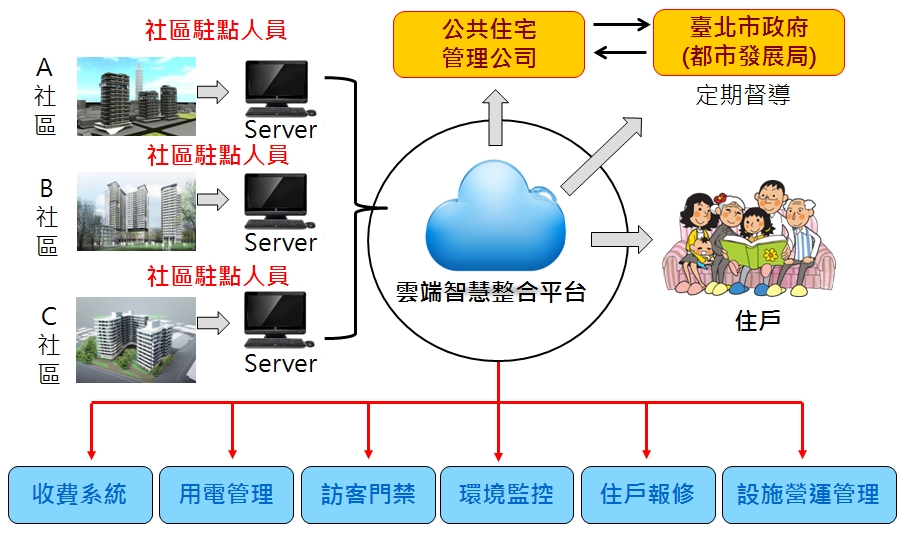 社區駐點人員
A
社
區
Server
社區駐點人員
B
社
區
Server
社區駐點人員
C
社
區
Server
公共住宅
管理公司
臺北市政府
(都市發展局)
定期督導
雲端智慧整合平台
住戶
收費系統
用電管理
訪客門禁
環境監控
住戶報修
設施營運管理